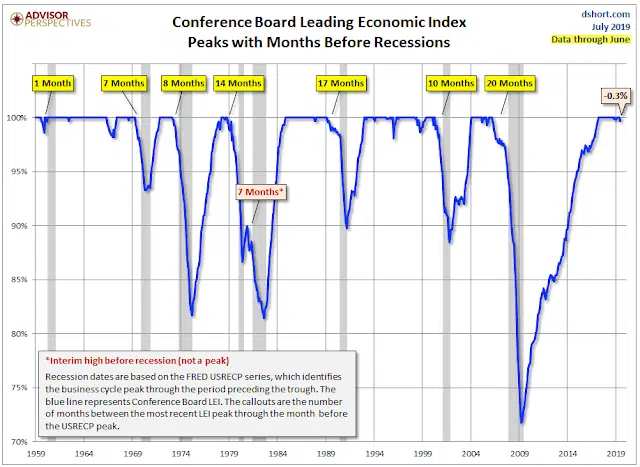 ADVISOR
PERSPECTIVES
Conference Board Leading Economic Index
Peaks with Months Before Recessions
dshort.com
July 2019
Data through June
1 Month
7 Months
8 Months
14 Months
17 Months
10 Months
20 Months
-0.3%
100%
95%
7 Months*
90%
85%
80%
*Interim high before recession (not a peak)
Recession dates are based on the FRED USRECP series, which identifies
the business cycle peak through the period preceding the trough. The
blue line represents Conference Board LEI. The callouts are the number
of months between the most recent LEI peak through the month before
the USRECP peak.
75%
70%
1959
1964
1969
1974
1979
1984
1989
1994
1999
2004
2009
2014
2019